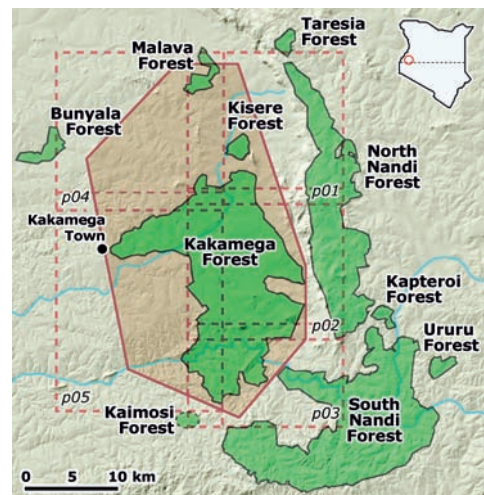 Taresia
Forest
Malava
Forest
Bunyala
Forest
Kisere
Forest
North
Nandi
Forest
p04
p01
Kakamega
Town
Kakamega
Forest
Kapteroi
Forest
Ururu
Forest
p02
p05
Kaimosi
Forest
p03
South
Nandi
Forest
0 5 10 km